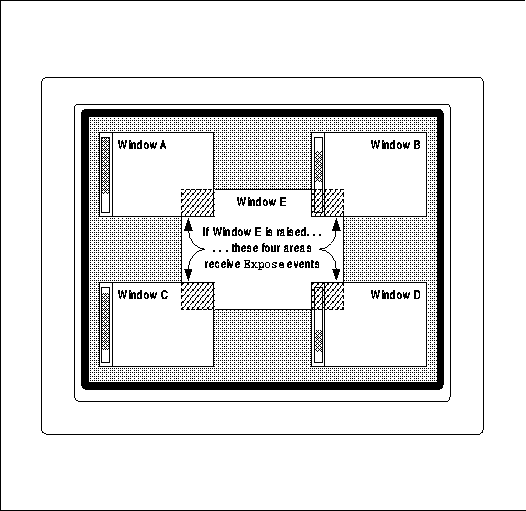 Window A
Window B
Window E
If Window E is raised...
... these four areas
receive Expose events
Window C
Window D